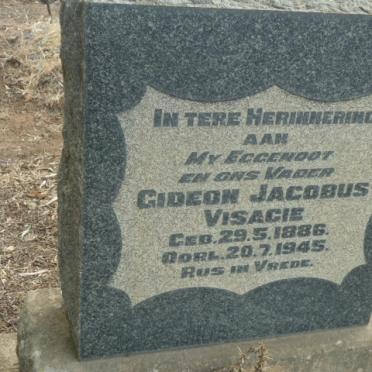 IN TERE HERINNERING
AAN
MY EGGENOOT
EN ONS VADER
GIDEON JACOBUS
VISAGIE
GEB. 29.5.1886.
OORL. 20.7.1945.
RUS IN VREDE.